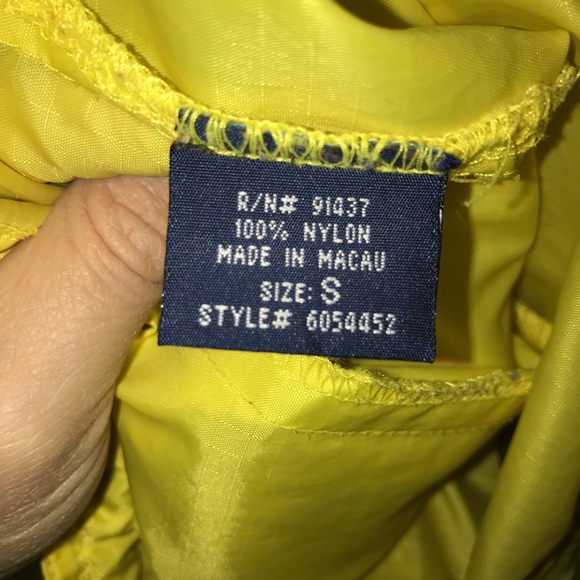 R/N# 91437
100% NYLON
MADE IN MACAU
SIZE: S
STYLE# 6054452